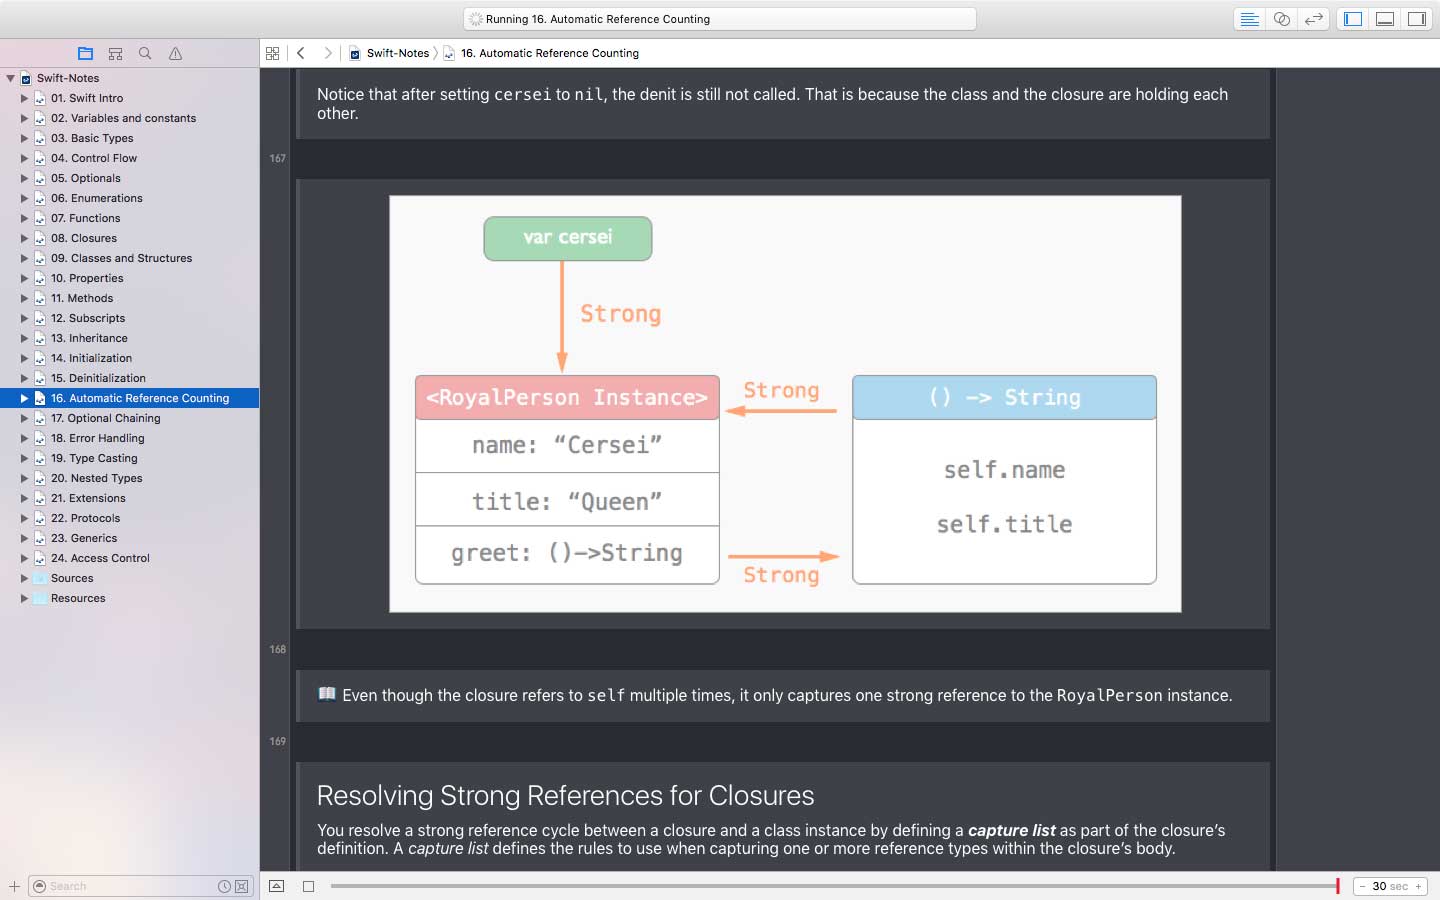 Running 16. Automatic Reference Counting
Swift-Notes
16. Automatic Reference Counting
Swift-Notes
01. Swift Intro
02. Variables and constants
03. Basic Types
04. Control Flow
05. Optionals
06. Enumerations
07. Functions
08. Closures
09. Classes and Structures
10. Properties
11. Methods
12. Subscripts
13. Inheritance
14. Initialization
15. Deinitialization
16. Automatic Reference Counting
17. Optional Chaining
18. Error Handling
19. Type Casting
20. Nested Types
21. Extensions
22. Protocols
23. Generics
24. Access Control
Sources
Resources
Search
Notice that after setting cersei to nil, the denit is still not called. That is because the class and the closure are holding each
other.
167
var cersei
Strong
<RoyalPerson Instance>
name: “Cersei”
title: “Queen”
greet: ()->String
Strong
Strong
() -> String
self.name
self.title
168
📖 Even though the closure refers to self multiple times, it only captures one strong reference to the RoyalPerson instance.
169
Resolving Strong References for Closures
You resolve a strong reference cycle between a closure and a class instance by defining a capture list as part of the closure’s
definition. A capture list defines the rules to use when capturing one or more reference types within the closure’s body.
- 30 sec +